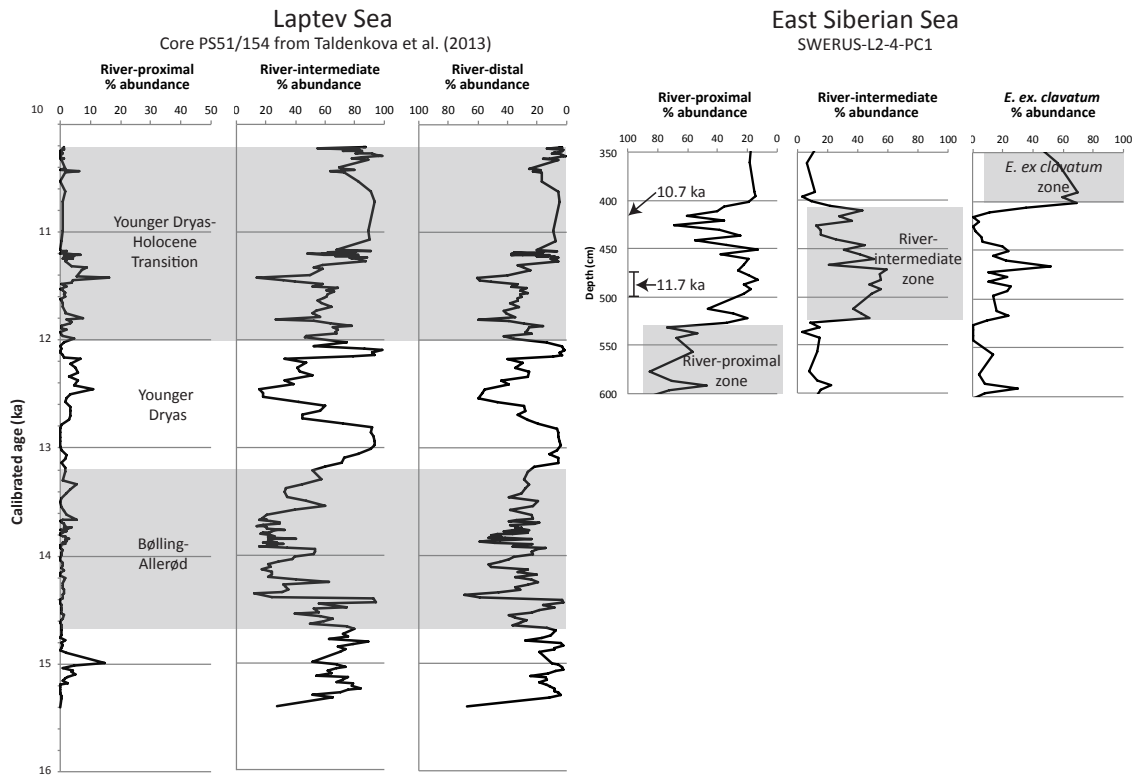 Laptev Sea
Core PS51/154 from Taldenkova et al. (2013)
River-proximal
% abundance
River-intermediate
% abundance
River-distal
% abundance
0 10 20 30 40 50
0 20 40 60 80 100
100 80 60 40 20 0
Calibrated age (ka)
10
11
12
13
14
15
16
Younger Dryas-
Holocene
Transition
Younger
Dryas
Bølling-
Allerød
East Siberian Sea
SWERUS-L2-4-PC1
River-proximal
% abundance
River-intermediate
% abundance
E. ex. clavatum
% abundance
100 80 60 40 20 0
0 20 40 60 80 100
0 20 40 60 80 100
Depth (cm)
350
400
450
500
550
600
10.7 ka
11.7 ka
River-proximal
zone
River-
intermediate
zone
E. ex clavatum
zone